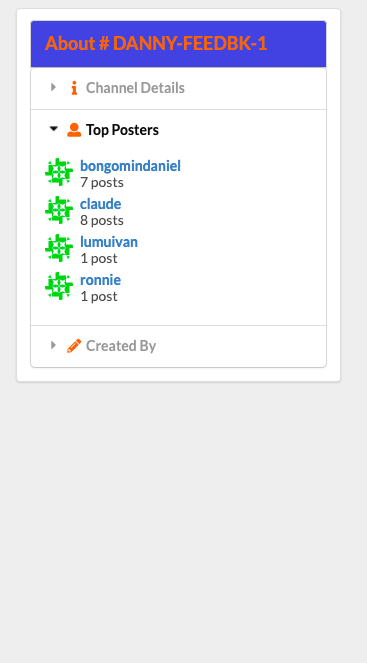 About # DANNY-FEEDBK-1
Channel Details
Top Posters
bongomindaniel
7 posts
claude
8 posts
lumuivan
1 post
ronnie
1 post
Created By